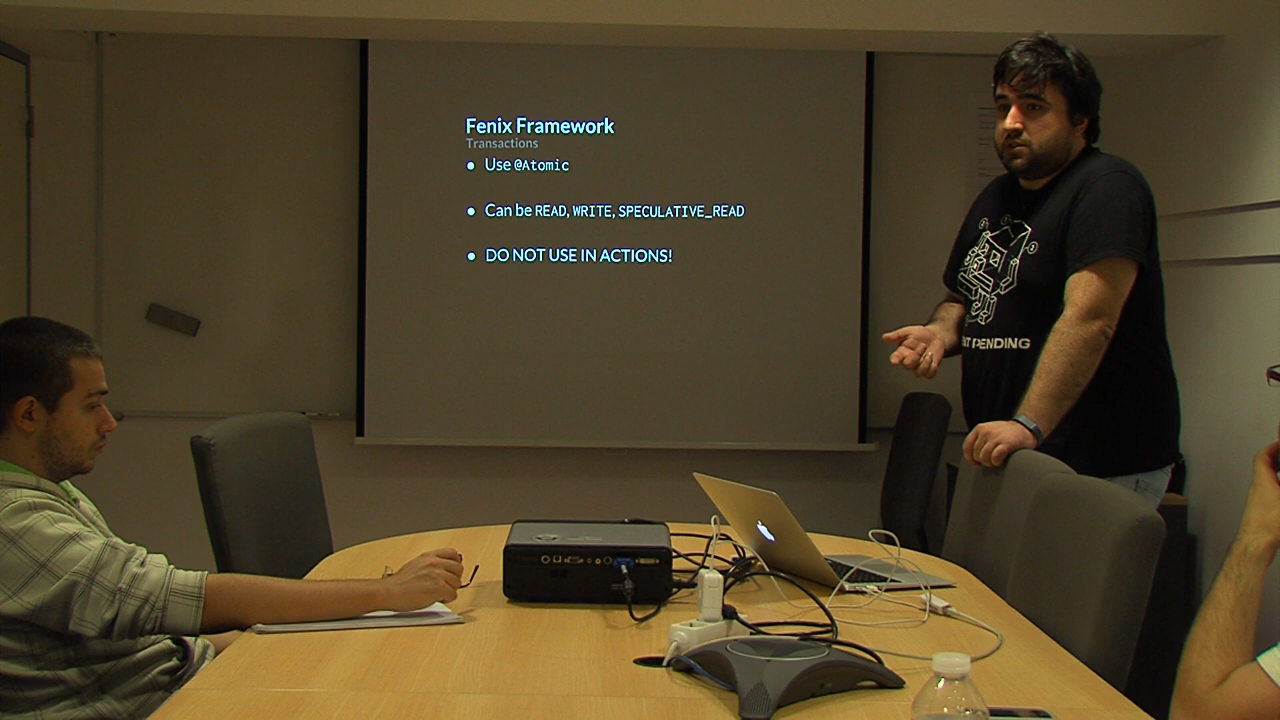 Fenix Framework
Transactions
● Use @Atomic
● Can be READ, WRITE, SPECULATIVE_READ
● DO NOT USE IN ACTIONS!
PENDING